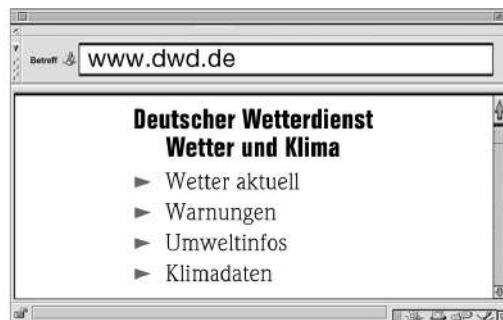 Betreff www.dwd.de
Deutscher Wetterdienst
Wetter und Klima
► Wetter aktuell
► Warnungen
► Umweltinfos
► Klimadaten